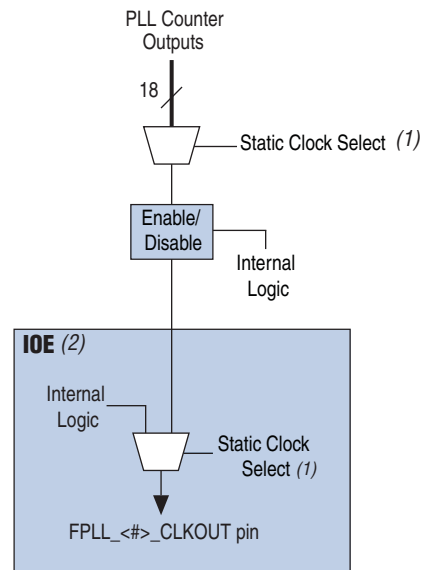 PLL Counter
Outputs
18
Static Clock Select (1)
Enable/
Disable
Internal
Logic
IOE (2)
Internal
Logic
Static Clock
Select (1)
FPLL_<#>_CLKOUT pin